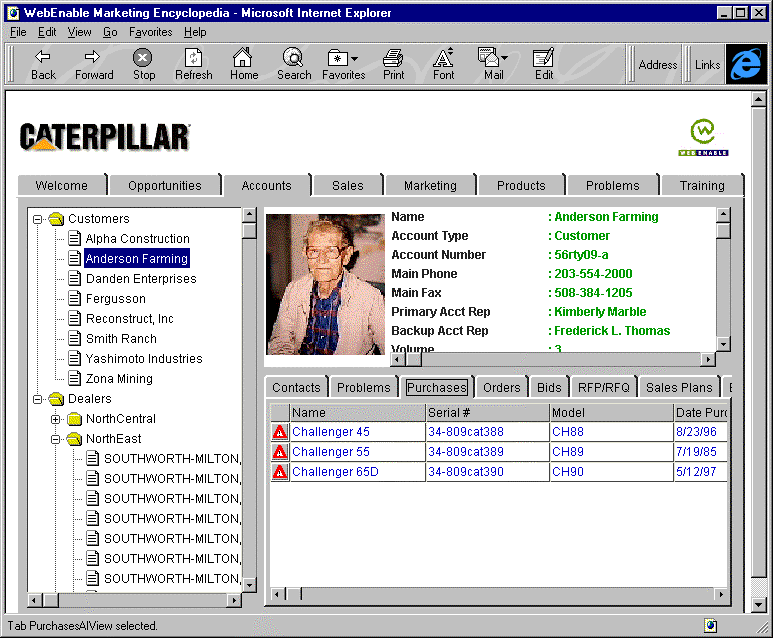 WebEnable Marketing Encyclopedia - Microsoft Internet Explorer
File Edit View Go Favorites Help
Back Forward Stop Refresh Home Search Favorites Print Font Mail Edit Address Links
CATERPILLAR
WEBENABLE
Welcome Opportunities Accounts Sales Marketing Products Problems Training
Customers
Alpha Construction
Anderson Farming
Danden Enterprises
Fergusson
Reconstruct, Inc
Smith Ranch
Yashimoto Industries
Zona Mining
Dealers
NorthCentral
NorthEast
SOUTHWORTH-MILTON,
SOUTHWORTH-MILTON,
SOUTHWORTH-MILTON,
SOUTHWORTH-MILTON,
SOUTHWORTH-MILTON,
SOUTHWORTH-MILTON,
SOUTHWORTH-MILTON,
Name : Anderson Farming
Account Type : Customer
Account Number : 56rty09-a
Main Phone : 203-554-2000
Main Fax : 508-384-1205
Primary Acct Rep : Kimberly Marble
Backup Acct Rep : Frederick L. Thomas
Volume : 3
Contacts Problems Purchases Orders Bids RFP/RFQ Sales Plans
Name Serial # Model Date Purc
Challenger 45 34-809cat388 CH88 8/23/96
Challenger 55 34-809cat389 CH89 7/19/85
Challenger 65D 34-809cat390 CH90 5/12/97
Tab PurchasesAIView selected.